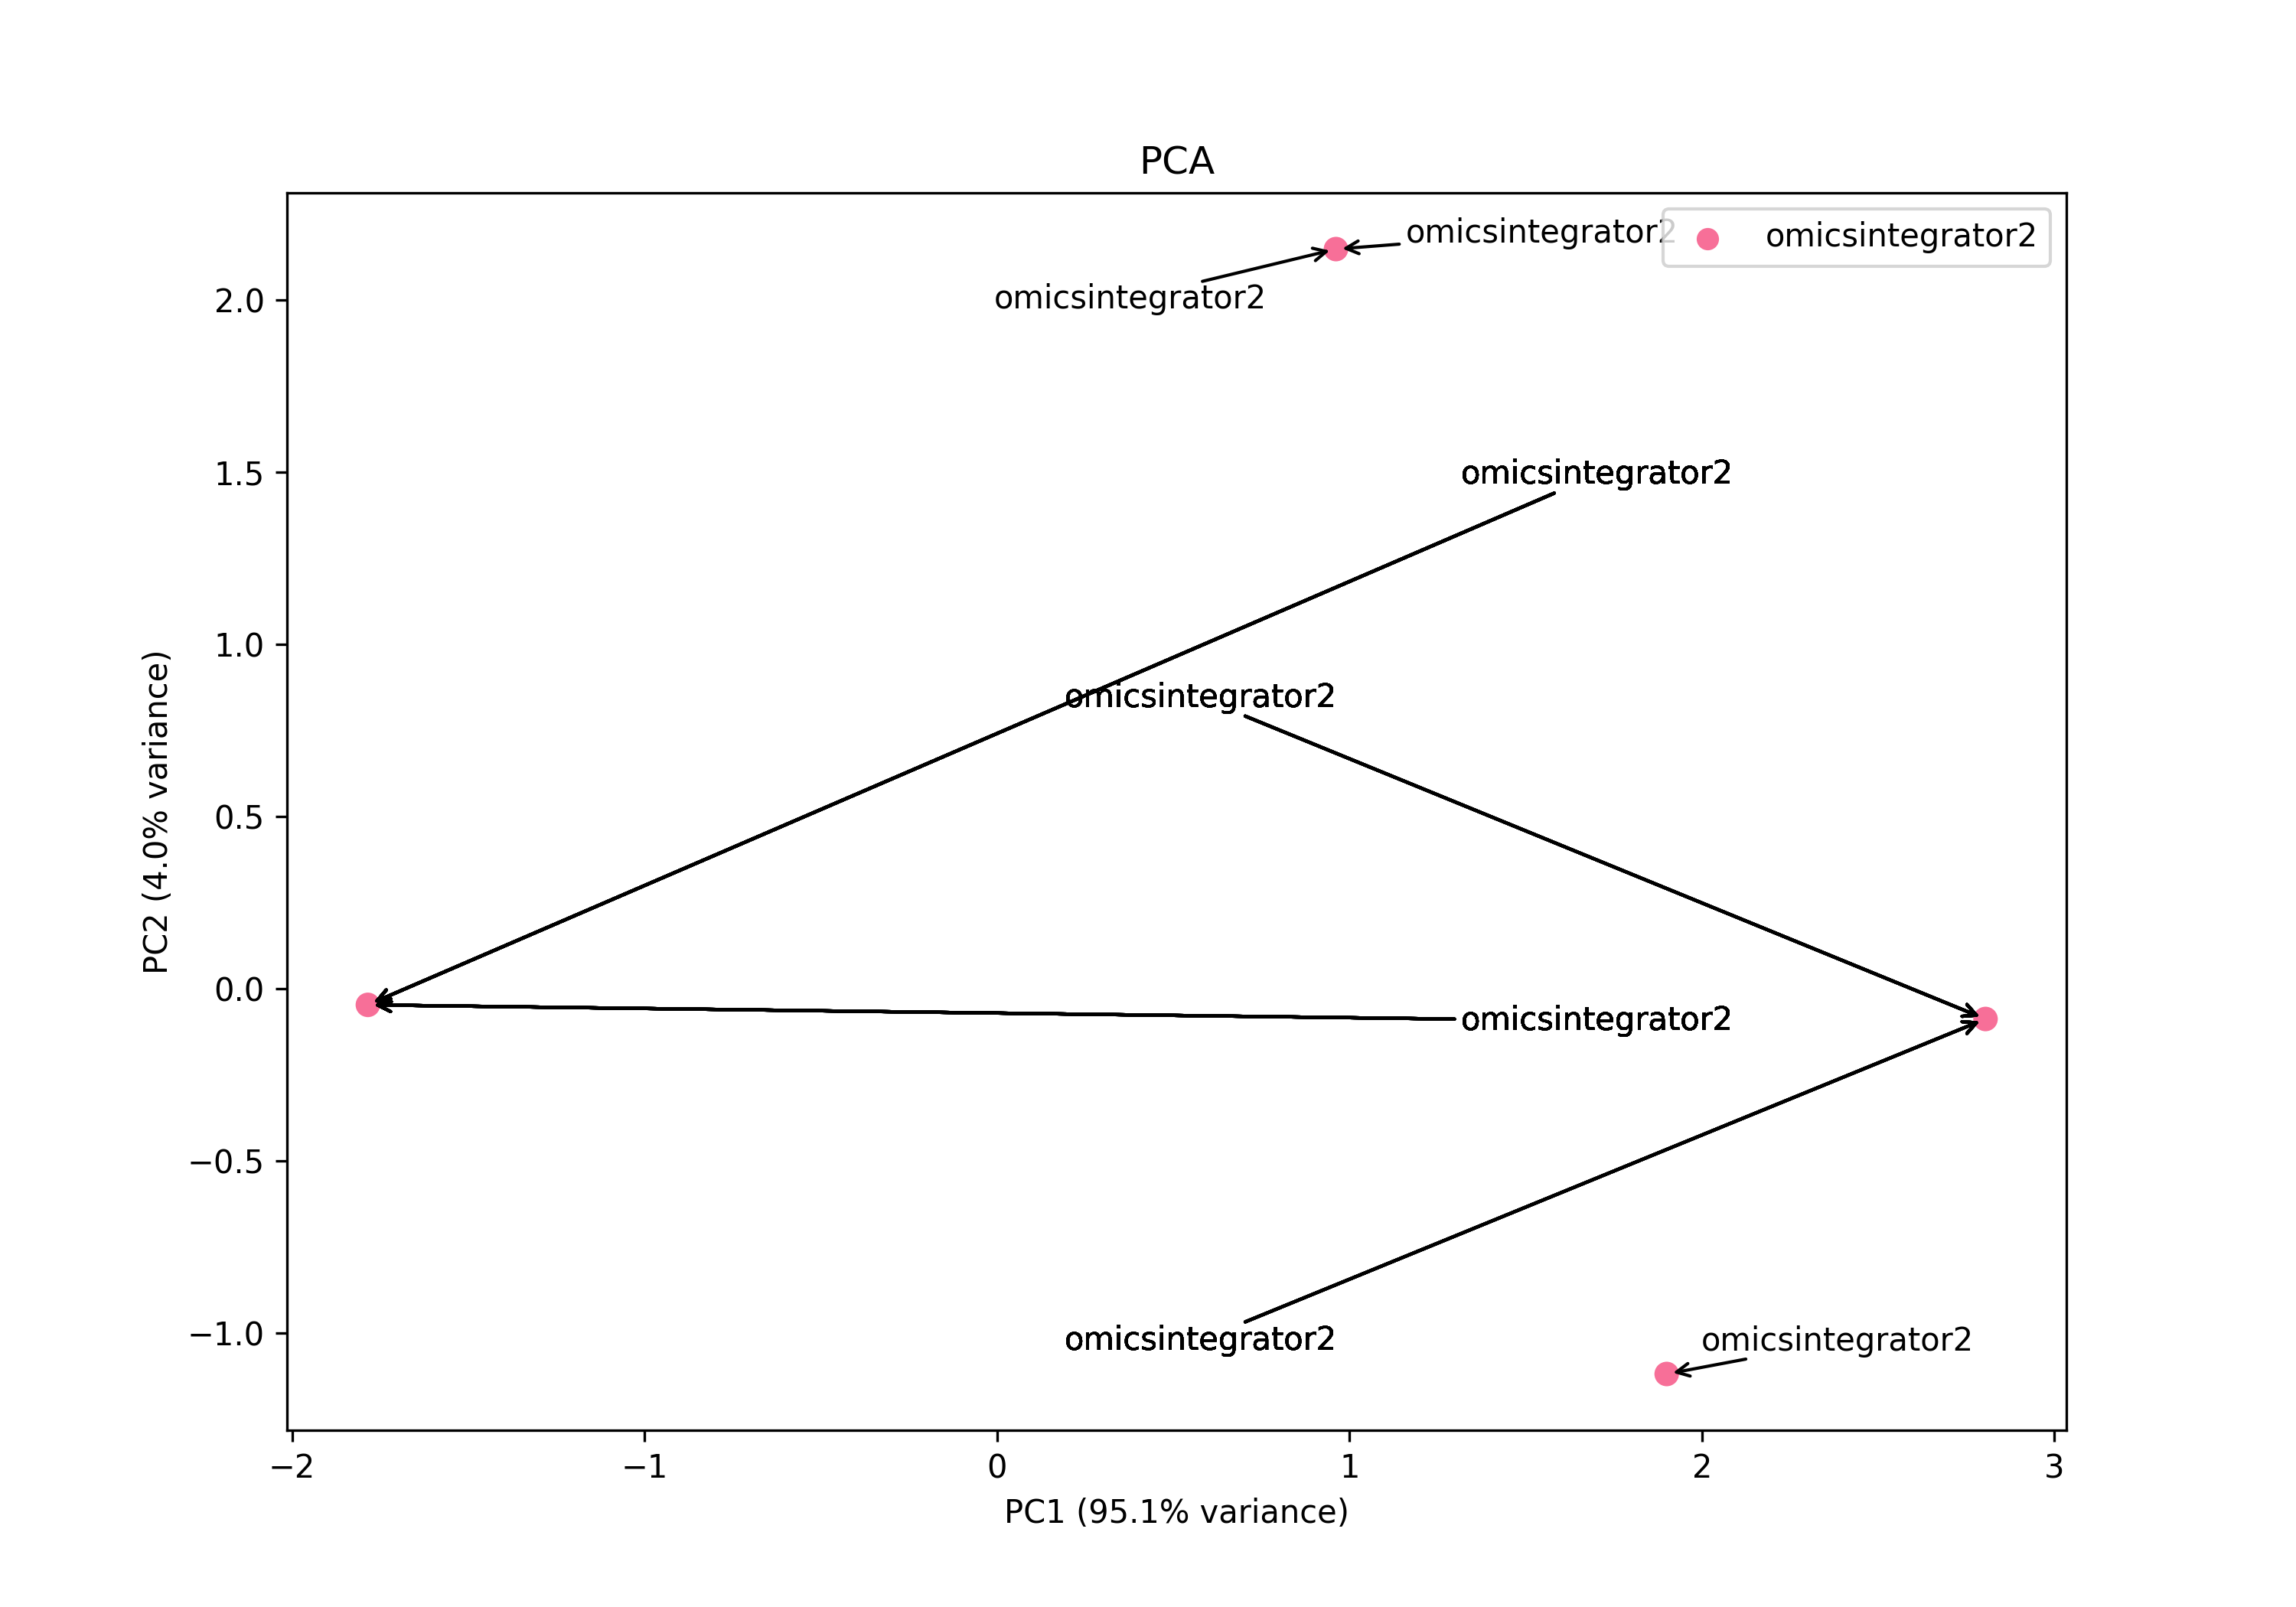 PCA
omicsintegrator2
omicsintegrator2
omicsintegrator2
omicsintegrator2
omicsintegrator2
omicsintegrator2
omicsintegrator2
omicsintegrator2
2.0
1.5
1.0
0.5
0.0
−0.5
−1.0
PC2 (4.0% variance)
−2
−1
0
1
2
3
PC1 (95.1% variance)